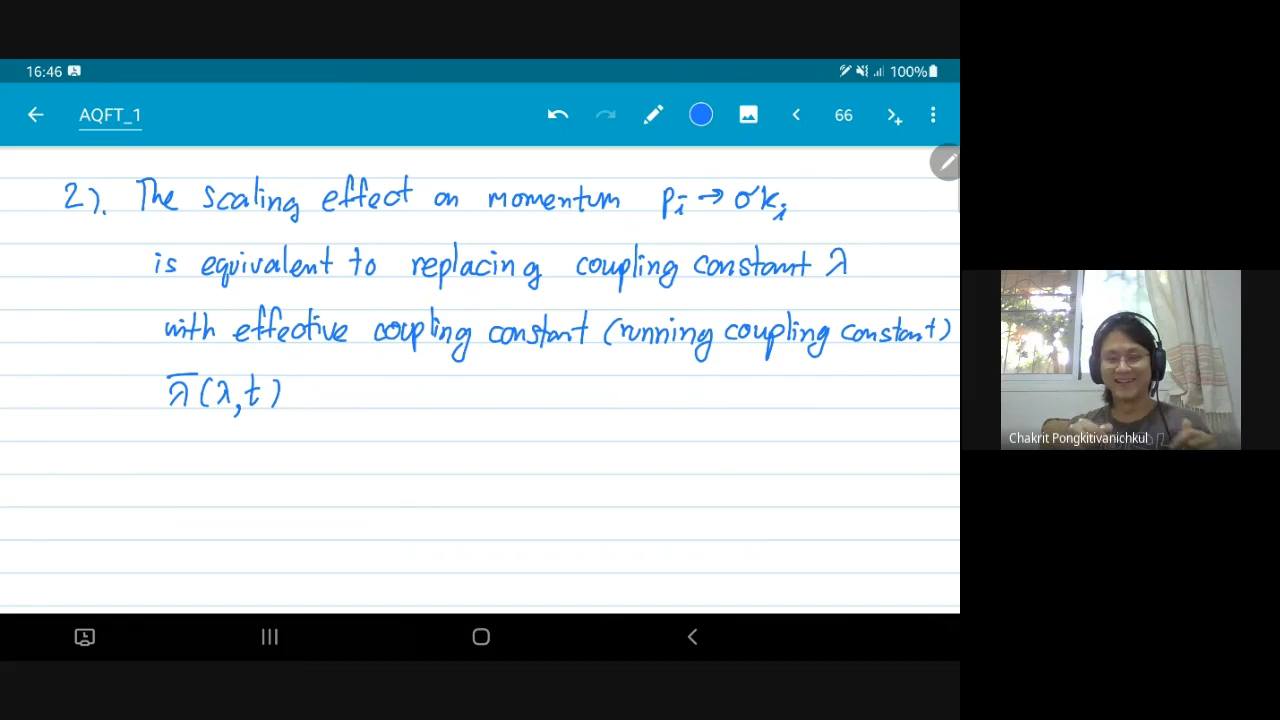 16:46 100%
AQFT_1 66
2). The scaling effect on momentum pᵢ → σkᵢ
is equivalent to replacing coupling constant λ
with effective coupling constant (running coupling constant)
λ̄(λ,t)
Chakrit Pongkitivanichkul